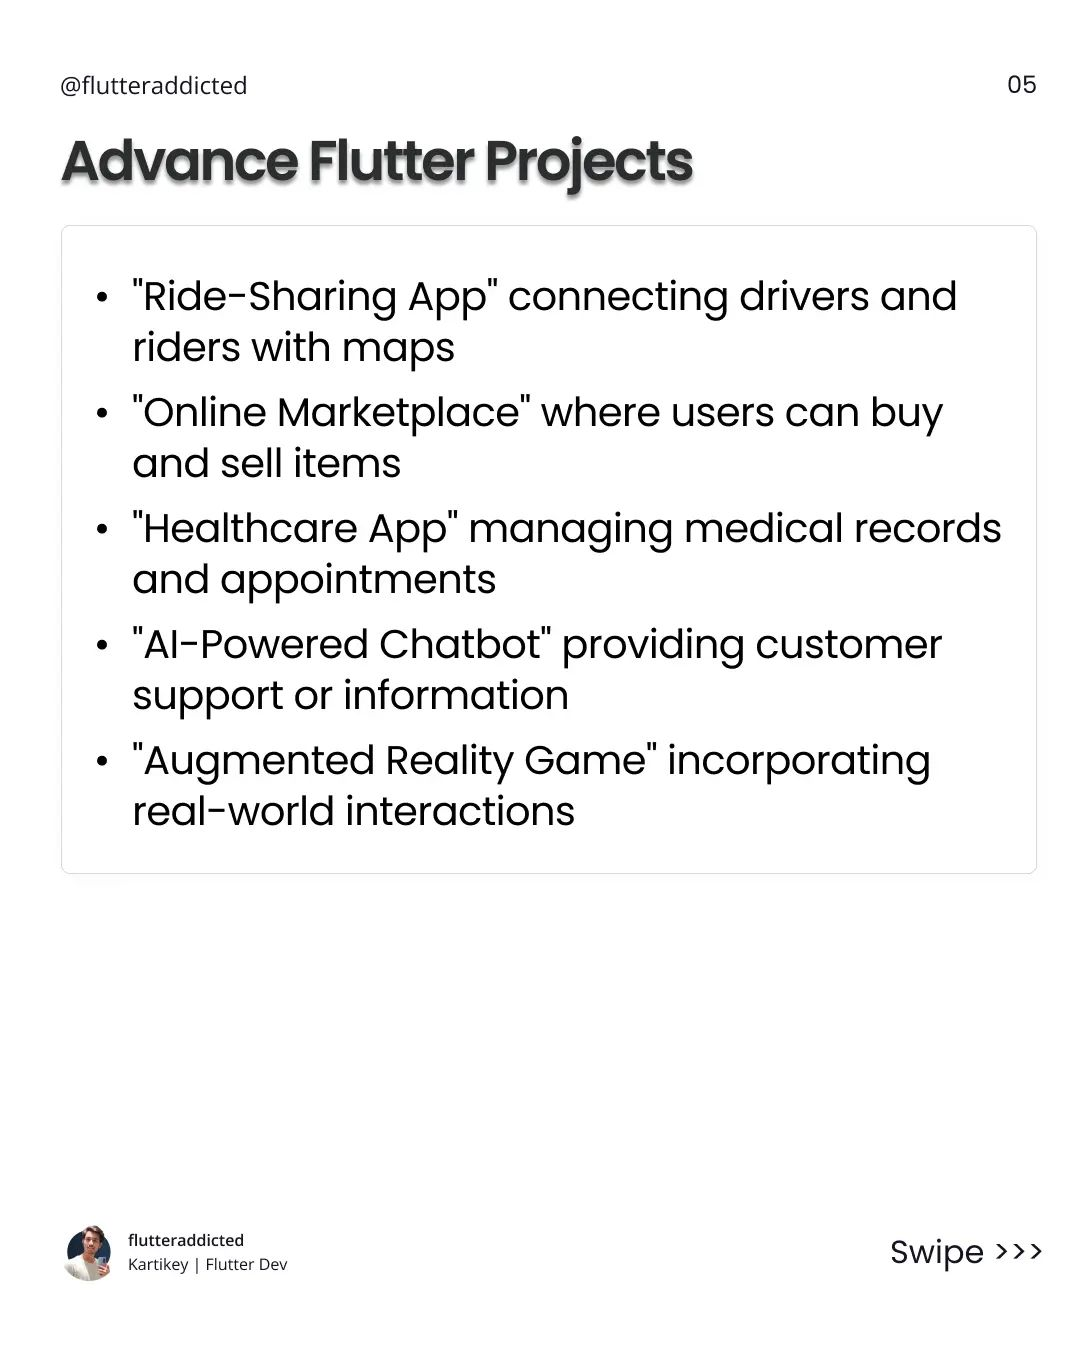 @flutteraddicted
05
Advance Flutter Projects
• "Ride-Sharing App" connecting drivers and
riders with maps
• "Online Marketplace" where users can buy
and sell items
• "Healthcare App" managing medical records
and appointments
• "AI-Powered Chatbot" providing customer
support or information
• "Augmented Reality Game" incorporating
real-world interactions
flutteraddicted
Kartikey | Flutter Dev
Swipe >>>